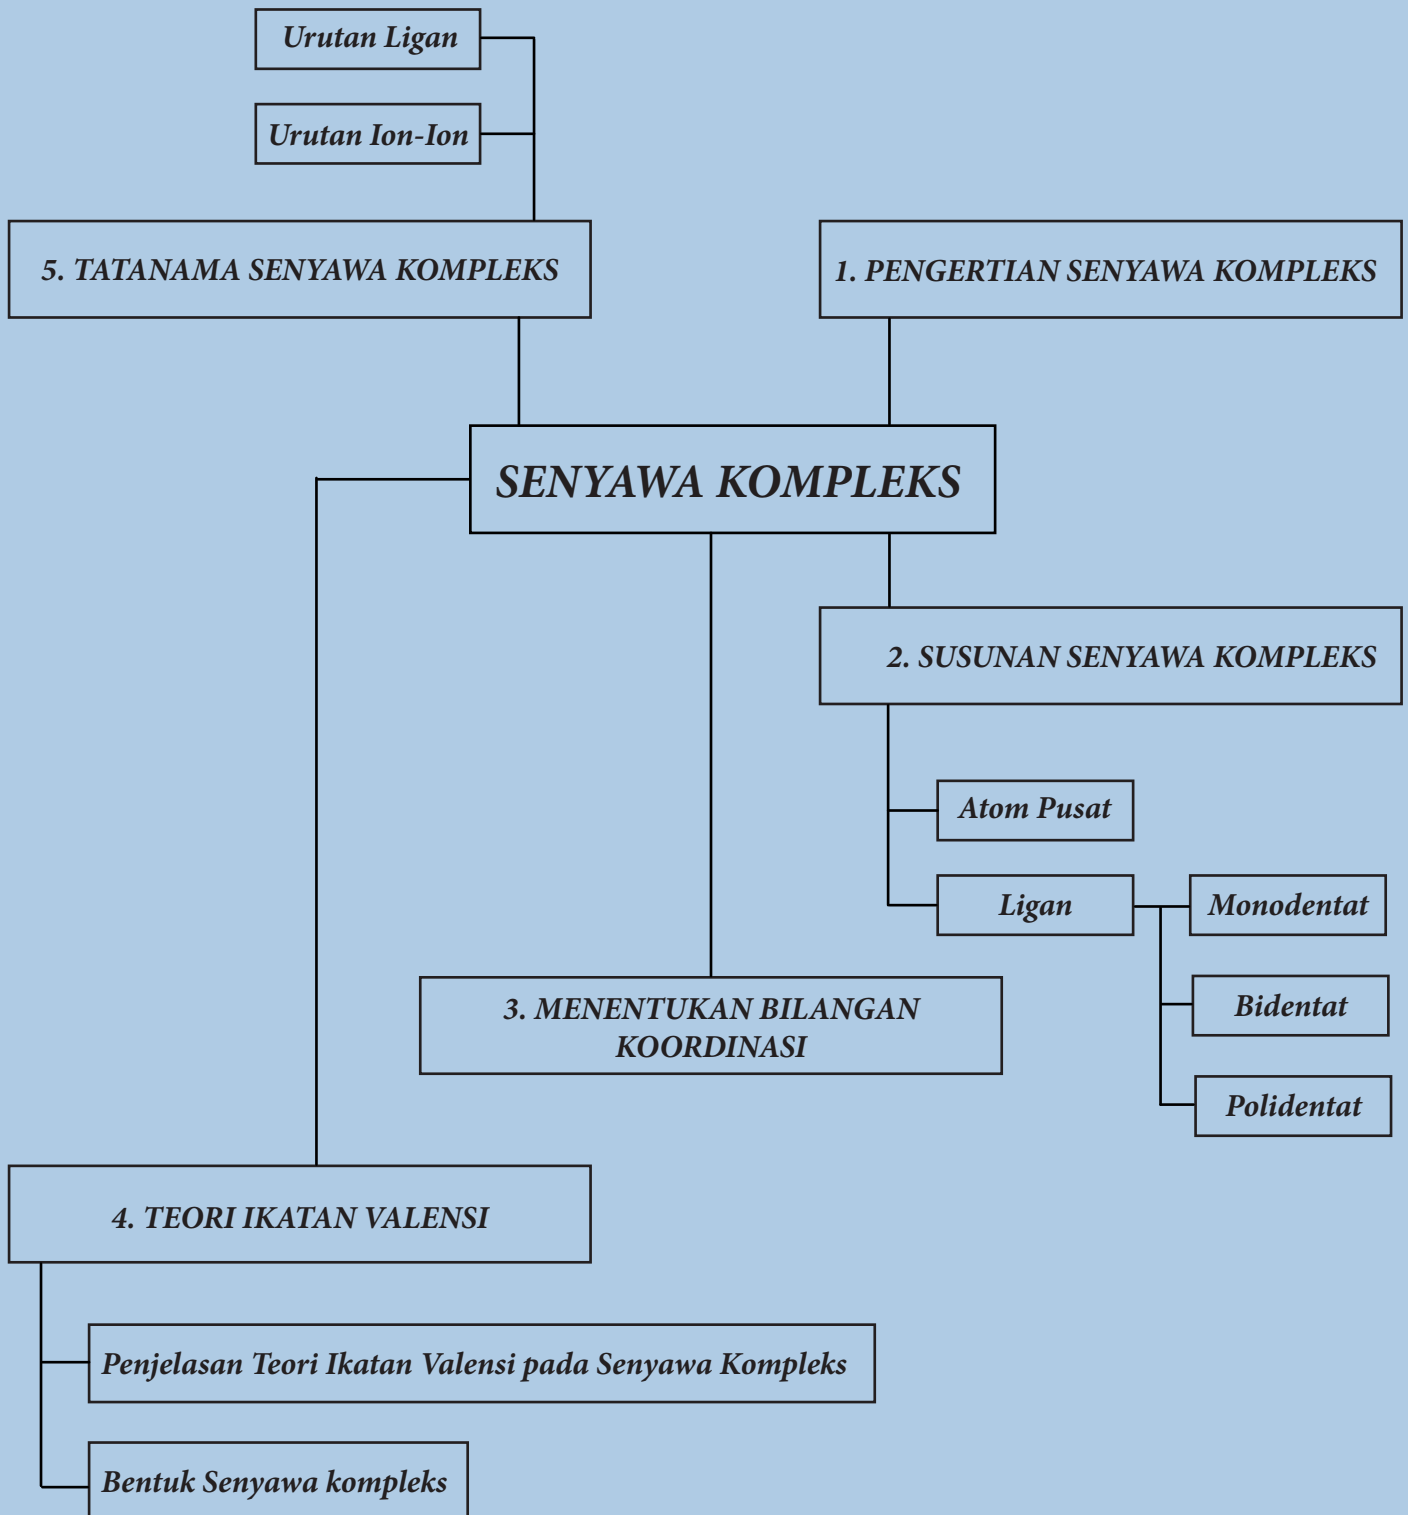 Urutan Ligan
Urutan Ion-Ion
5. TATANAMA SENYAWA KOMPLEKS
1. PENGERTIAN SENYAWA KOMPLEKS
SENYAWA KOMPLEKS
2. SUSUNAN SENYAWA KOMPLEKS
Atom Pusat
Ligan
Monodentat
Bidentat
Polidentat
3. MENENTUKAN BILANGAN
KOORDINASI
4. TEORI IKATAN VALENSI
Penjelasan Teori Ikatan Valensi pada Senyawa Kompleks
Bentuk Senyawa kompleks